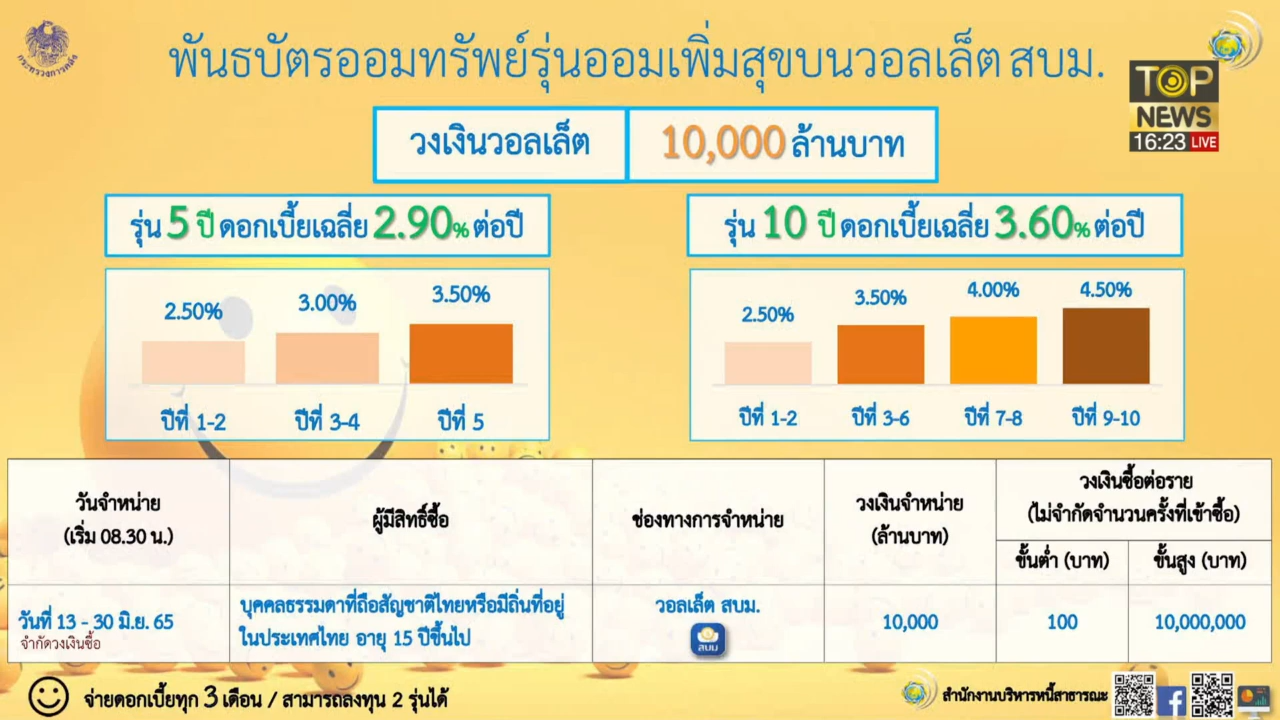 กระทรวงการคลัง
พันธบัตรออมทรัพย์รุ่นออมเพิ่มสุขบนวอลเล็ต สบม.
TOP
NEWS
16:23 LIVE
วงเงินวอลเล็ต 10,000 ล้านบาท
รุ่น 5 ปี ดอกเบี้ยเฉลี่ย 2.90% ต่อปี
รุ่น 10 ปี ดอกเบี้ยเฉลี่ย 3.60% ต่อปี
2.50% 3.00% 3.50%
ปีที่ 1-2 ปีที่ 3-4 ปีที่ 5
2.50% 3.50% 4.00% 4.50%
ปีที่ 1-2 ปีที่ 3-6 ปีที่ 7-8 ปีที่ 9-10
วันจำหน่าย
(เริ่ม 08.30 น.)
ผู้มีสิทธิ์ซื้อ
ช่องทางการจำหน่าย
วงเงินจำหน่าย
(ล้านบาท)
วงเงินซื้อต่อราย
(ไม่จำกัดจำนวนครั้งที่เข้าซื้อ)
ขั้นต่ำ (บาท) ขั้นสูง (บาท)
วันที่ 13 - 30 มิ.ย. 65
จำกัดวงเงินซื้อ
บุคคลธรรมดาที่ถือสัญชาติไทยหรือมีถิ่นที่อยู่
ในประเทศไทย อายุ 15 ปีขึ้นไป
วอลเล็ต สบม.
สบม
10,000
100
10,000,000
จ่ายดอกเบี้ยทุก 3 เดือน / สามารถลงทุน 2 รุ่นได้
สำนักงานบริหารหนี้สาธารณะ